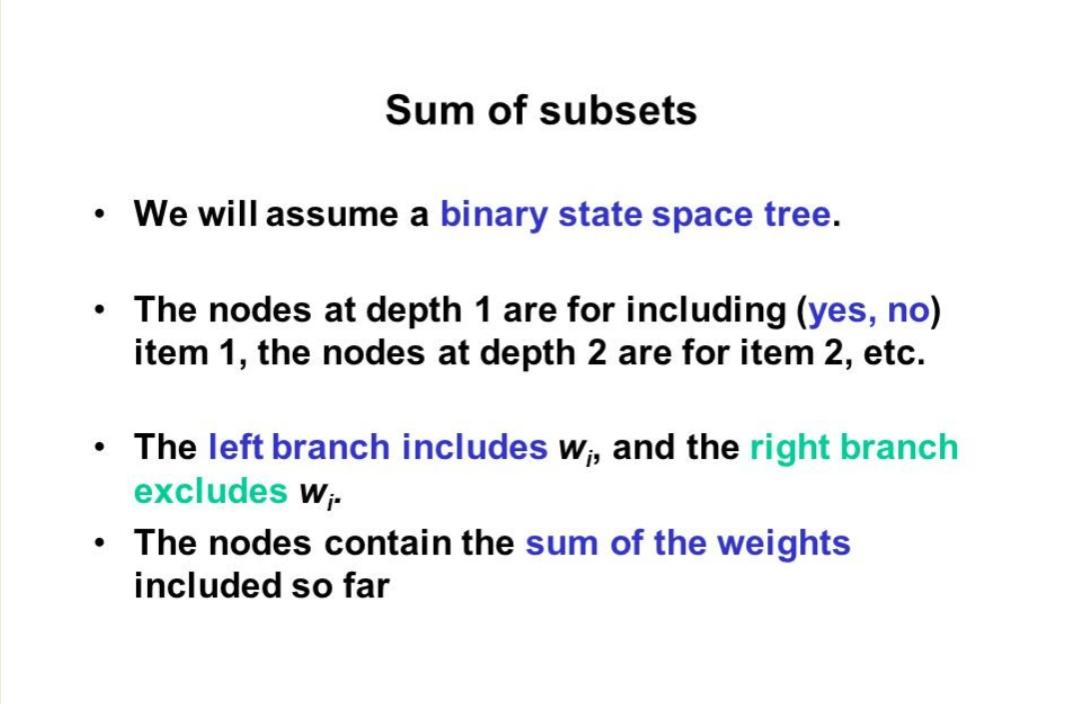 Sum of subsets
• We will assume a binary state space tree.
• The nodes at depth 1 are for including (yes, no)
item 1, the nodes at depth 2 are for item 2, etc.
• The left branch includes wi, and the right branch
excludes wi.
• The nodes contain the sum of the weights
included so far